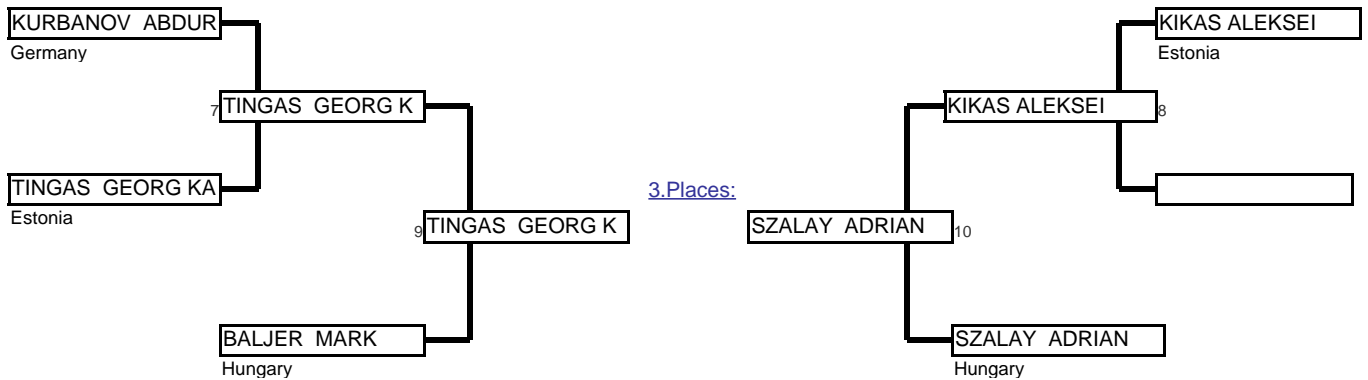 KURBANOV  ABDUR
Germany
7
TINGAS  GEORG K
TINGAS  GEORG KA
Estonia
9
TINGAS  GEORG K
BALJER  MARK
Hungary
3.Places:
KIKAS ALEKSEI
Estonia
KIKAS ALEKSEI
8
SZALAY  ADRIAN
10
SZALAY  ADRIAN
Hungary